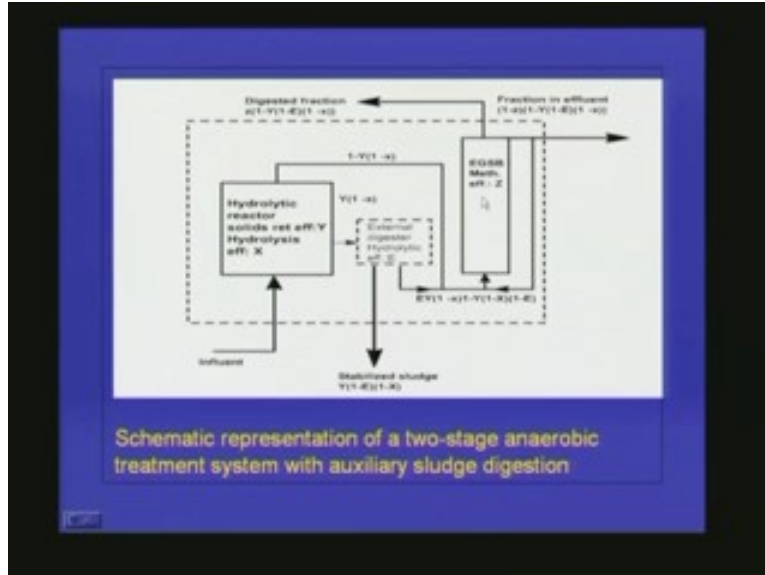 Digested fraction
z(1-Y(1-E)(1 -x))
Fraction in effluent
(1-z)(1-Y(1-E)(1 -x))
1-Y(1 -x)
EGSB
Meth.
eff.: Z
Hydrolytic
reactor
solids ret eff:Y
Hydrolysis
eff: X
Y(1 -x)
External
digester
Hydrolytic
eff: E
EY(1 -x)1-Y(1-X)(1-E)
Influent
Stabilized sludge
Y(1-E)(1-X)
Schematic representation of a two-stage anaerobic
treatment system with auxiliary sludge digestion